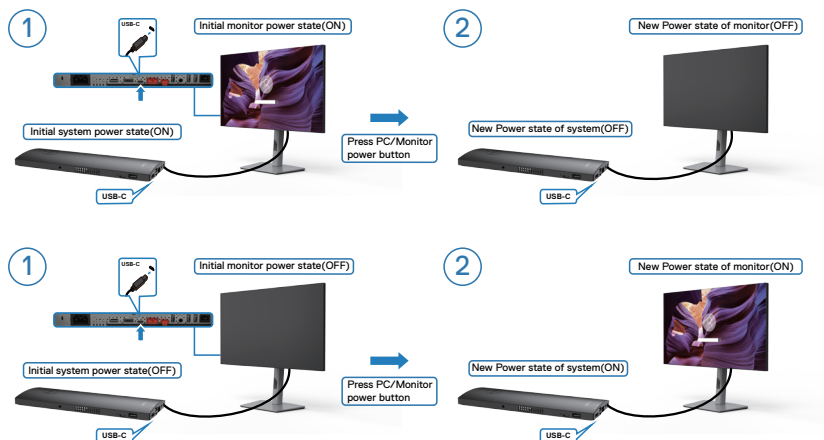 1
USB-C
Initial monitor power state(ON)
Initial system power state(ON)
USB-C
Press PC/Monitor
power button
2
New Power state of monitor(OFF)
New Power state of system(OFF)
USB-C
1
USB-C
Initial monitor power state(OFF)
Initial system power state(OFF)
USB-C
Press PC/Monitor
power button
2
New Power state of monitor(ON)
New Power state of system(ON)
USB-C